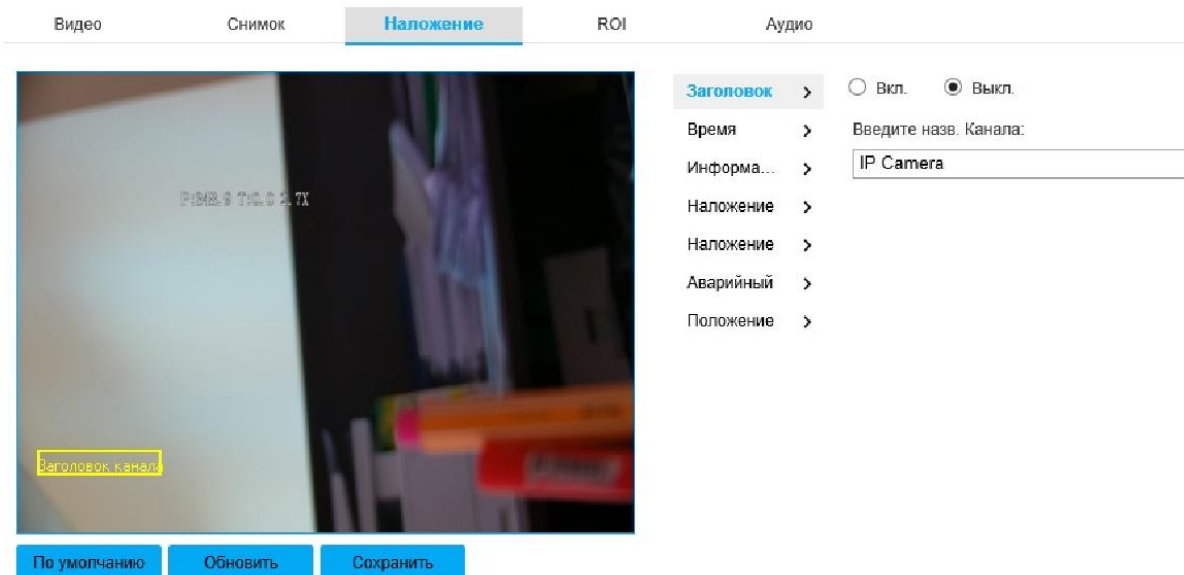 Видео Снимок Наложение ROI Аудио
Заголовок Вкл. Выкл.
Время Введите назв. Канала:
Информа... IP Camera
Наложение
Наложение
Аварийный
Положение
Заголовок канала
По умолчанию Обновить Сохранить